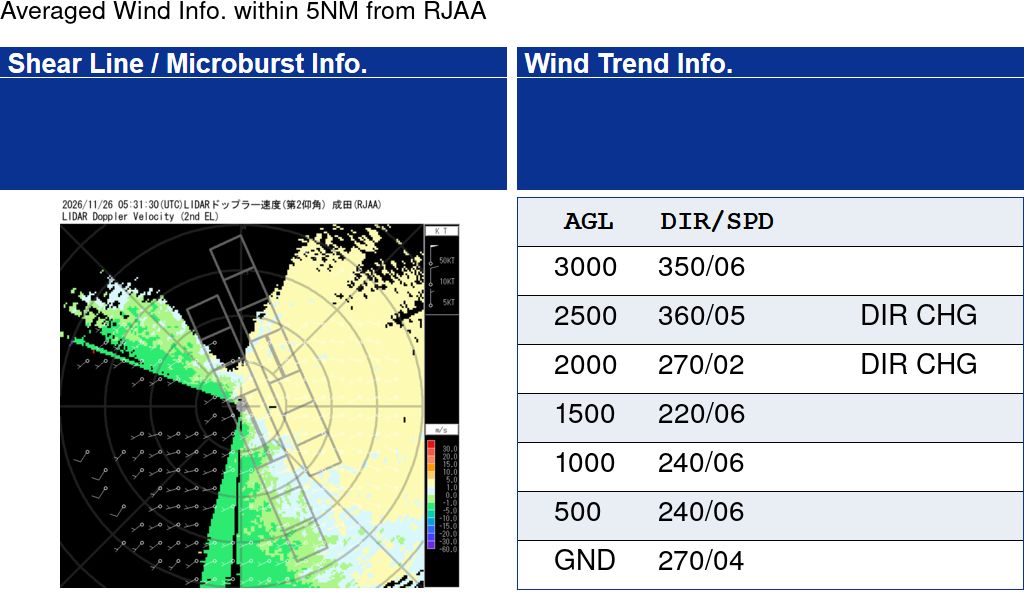 Averaged Wind Info. within 5NM from RJAA
Shear Line / Microburst Info.
Wind Trend Info.
2026/11/26 05:31:30(UTC)LIDARドップラー速度(第2仰角) 成田(RJAA)
LIDAR Doppler Velocity (2nd EL)
K T
50KT
10KT
5KT
m/s
30.0
20.0
15.0
10.0
5.0
1.0
0.0
-1.0
-5.0
-10.0
-15.0
-20.0
-30.0
-60.0
AGL DIR/SPD
3000 350/06
2500 360/05 DIR CHG
2000 270/02 DIR CHG
1500 220/06
1000 240/06
500 240/06
GND 270/04